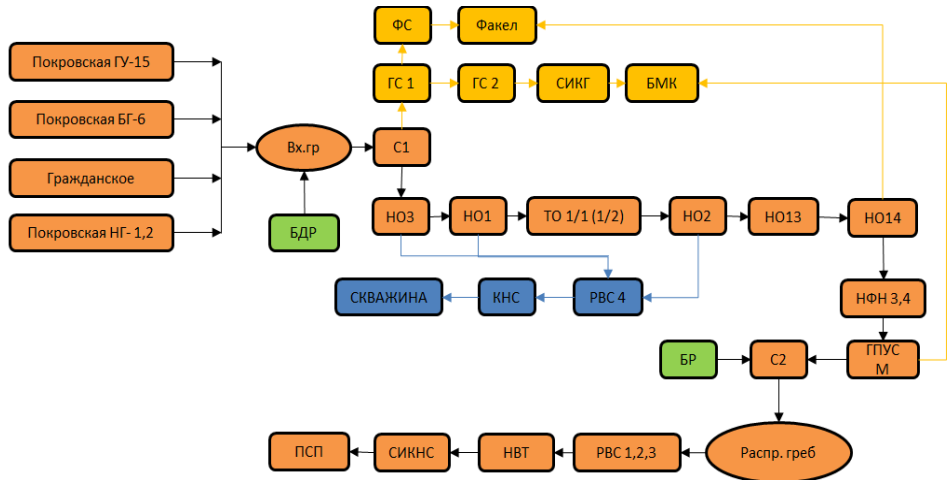 ФС
Факел
Покровская ГУ-15
ГС 1
ГС 2
СИКГ
БМК
Покровская БГ-6
Вх.гр
С1
Гражданское
Покровская НГ- 1,2
БДР
НО3
НО1
ТО 1/1 (1/2)
НО2
НО13
НО14
СКВАЖИНА
КНС
РВС 4
НФН 3,4
БР
С2
ГПУС
М
ПСП
СИКНС
НВТ
РВС 1,2,3
Распр. греб